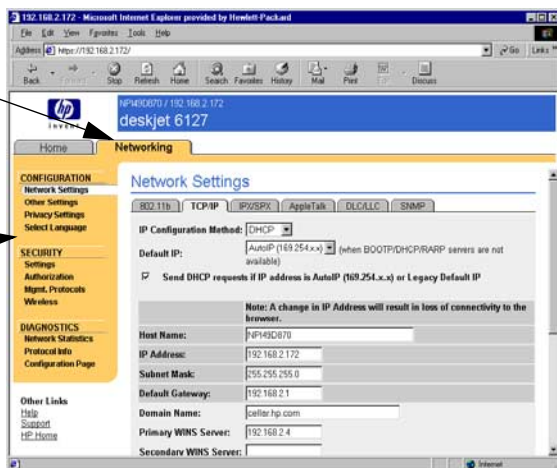 192.168.2.172 - Microsoft Internet Explorer provided by Hewlett-Packard
File Edit View Favorites Tools Help
Address https://192.168.2.172/ Go Links
Back Forward Stop Refresh Home Search Favorites History Mail Print Edit Discuss
hp
invent
NPI49D870 / 192.168.2.172
deskjet 6127
Home Networking
CONFIGURATION
Network Settings
Other Settings
Privacy Settings
Select Language
SECURITY
Settings
Authorization
Mgmt. Protocols
Wireless
DIAGNOSTICS
Network Statistics
Protocol Info
Configuration Page
Other Links
Help
Support
HP Home
Network Settings
802.11b TCP/IP IPX/SPX AppleTalk DLC/LLC SNMP
IP Configuration Method: DHCP
Default IP: AutoIP (169.254.x.x) (when BOOTP/DHCP/RARP servers are not
available)
Send DHCP requests if IP address is AutoIP (169.254.x.x) or Legacy Default IP
Note: A change in IP Address will result in loss of connectivity to the
browser.
Host Name: NPI49D870
IP Address: 192.168.2.172
Subnet Mask: 255.255.255.0
Default Gateway: 192.168.2.1
Domain Name: cellar.hp.com
Primary WINS Server: 192.168.2.4
Secondary WINS Server:
Internet